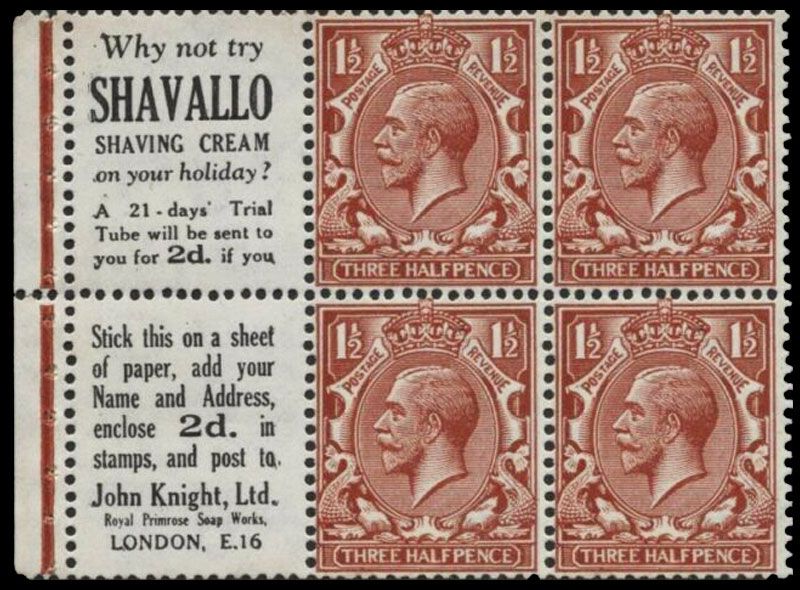 Why not try
SHAVALLO
SHAVING CREAM
on your holiday?
A 21-days' Trial
Tube will be sent to
you for 2d. if you
Stick this on a sheet
of paper, add your
Name and Address,
enclose 2d. in
stamps, and post to
John Knight, Ltd.
Royal Primrose Soap Works,
LONDON, E.16
1½ 1½
POSTAGE REVENUE
THREE HALFPENCE
1½ 1½
POSTAGE REVENUE
THREE HALFPENCE
1½ 1½
POSTAGE REVENUE
THREE HALFPENCE
1½ 1½
POSTAGE REVENUE
THREE HALFPENCE